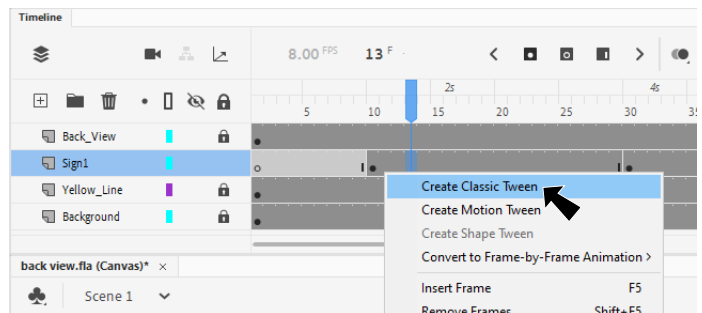 Timeline
8.00 FPS 13 F
2s 4s
5 10 15 20 25 30 35
Back_View
Sign1
Yellow_Line
Background
Create Classic Tween
Create Motion Tween
Create Shape Tween
Convert to Frame-by-Frame Animation >
Insert Frame F5
Remove Frames Shift+F5
back view.fla (Canvas)* ×
Scene 1